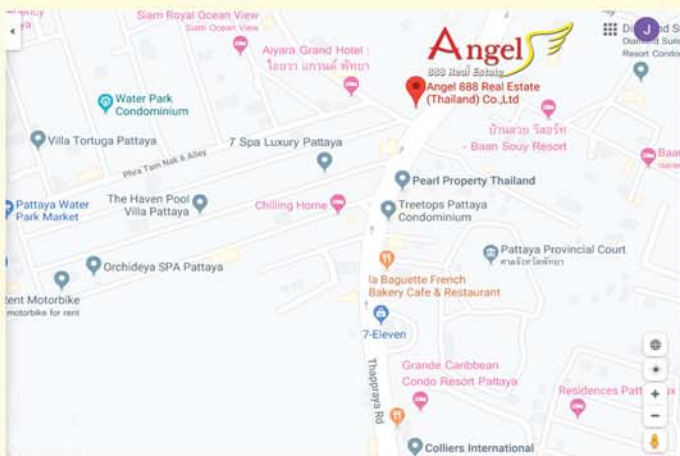 Siam Royal Ocean View
Siam Ocean View
Aiyara Grand Hotel :
ไอยรา แกรนด์ พัทยา
Angel
888 Real Estate
Angel 888 Real Estate
(Thailand) Co.,Ltd
J
Resort Condo
Water Park
Condominium
บ้านสวย รีสอร์ท
- Baan Souy Resort
Baan
Villa Tortuga Pattaya
7 Spa Luxury Pattaya
Phra Tam Nak 6 Alley
Pearl Property Thailand
Pattaya Water
Park Market
The Haven Pool
Villa Pattaya
Chilling Home
Treetops Pattaya
Condominium
Pattaya Provincial Court
ศาลจังหวัดพัทยา
Orchideya SPA Pattaya
la Baguette French
Bakery Cafe & Restaurant
Rent Motorbike
motorbike for rent
7-Eleven
Thappraya Rd
Grande Caribbean
Condo Resort Pattaya
Residences Patt
Colliers International